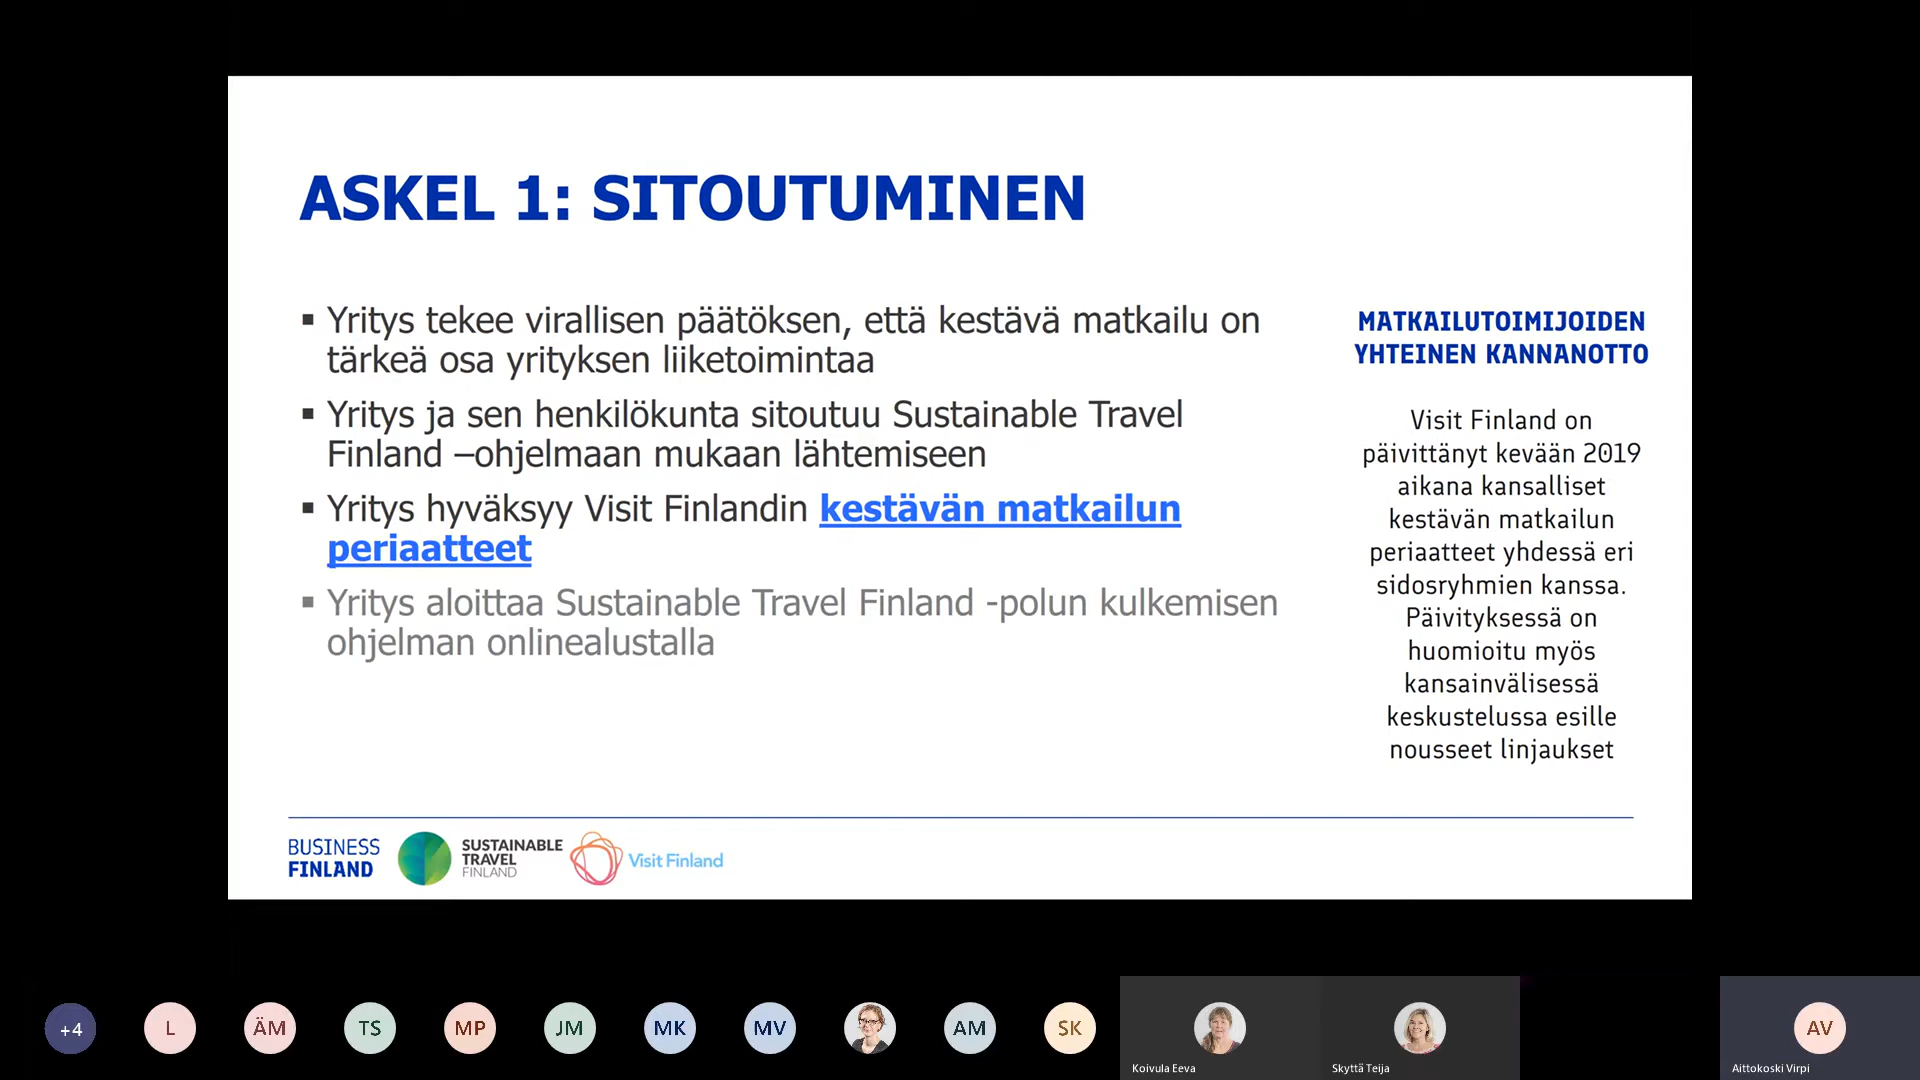 ASKEL 1: SITOUTUMINEN
▪ Yritys tekee virallisen päätöksen, että kestävä matkailu on
tärkeä osa yrityksen liiketoimintaa
▪ Yritys ja sen henkilökunta sitoutuu Sustainable Travel
Finland –ohjelmaan mukaan lähtemiseen
▪ Yritys hyväksyy Visit Finlandin kestävän matkailun
periaatteet
▪ Yritys aloittaa Sustainable Travel Finland -polun kulkemisen
ohjelman onlinealustalla
MATKAILUTOIMIJOIDEN
YHTEINEN KANNANOTTO
Visit Finland on
päivittänyt kevään 2019
aikana kansalliset
kestävän matkailun
periaatteet yhdessä eri
sidosryhmien kanssa.
Päivityksessä on
huomioitu myös
kansainvälisessä
keskustelussa esille
nousseet linjaukset
BUSINESS
FINLAND
SUSTAINABLE
TRAVEL
FINLAND
Visit Finland
+4
L
ÄM
TS
MP
JM
MK
MV
AM
SK
AV
Koivula Eeva
Skyttä Teija
Aittokoski Virpi